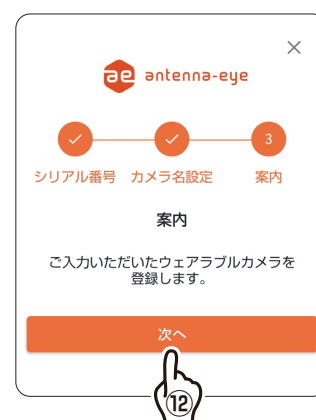 ×
ae antenna-eye
✓ ✓ 3
シリアル番号 カメラ名設定 案内
案内
ご入力いただいたウェアラブルカメラを
登録します。
次へ
⑫